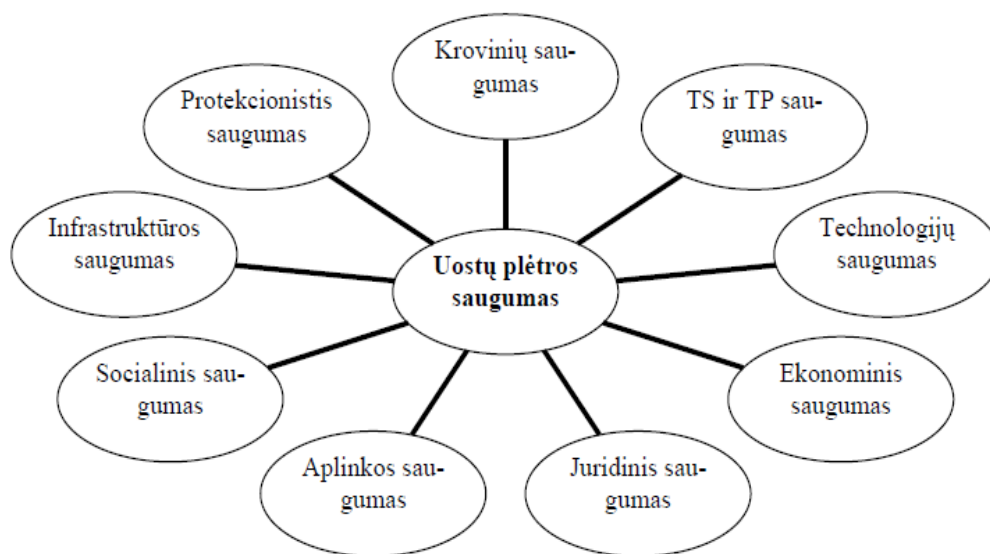 Krovinių sau-
gumas
Protekcionistis
saugumas
TS ir TP sau-
gumas
Infrastruktūros
saugumas
Technologijų
saugumas
Uostų plėtros
saugumas
Socialinis sau-
gumas
Ekonominis
saugumas
Aplinkos sau-
gumas
Juridinis sau-
gumas